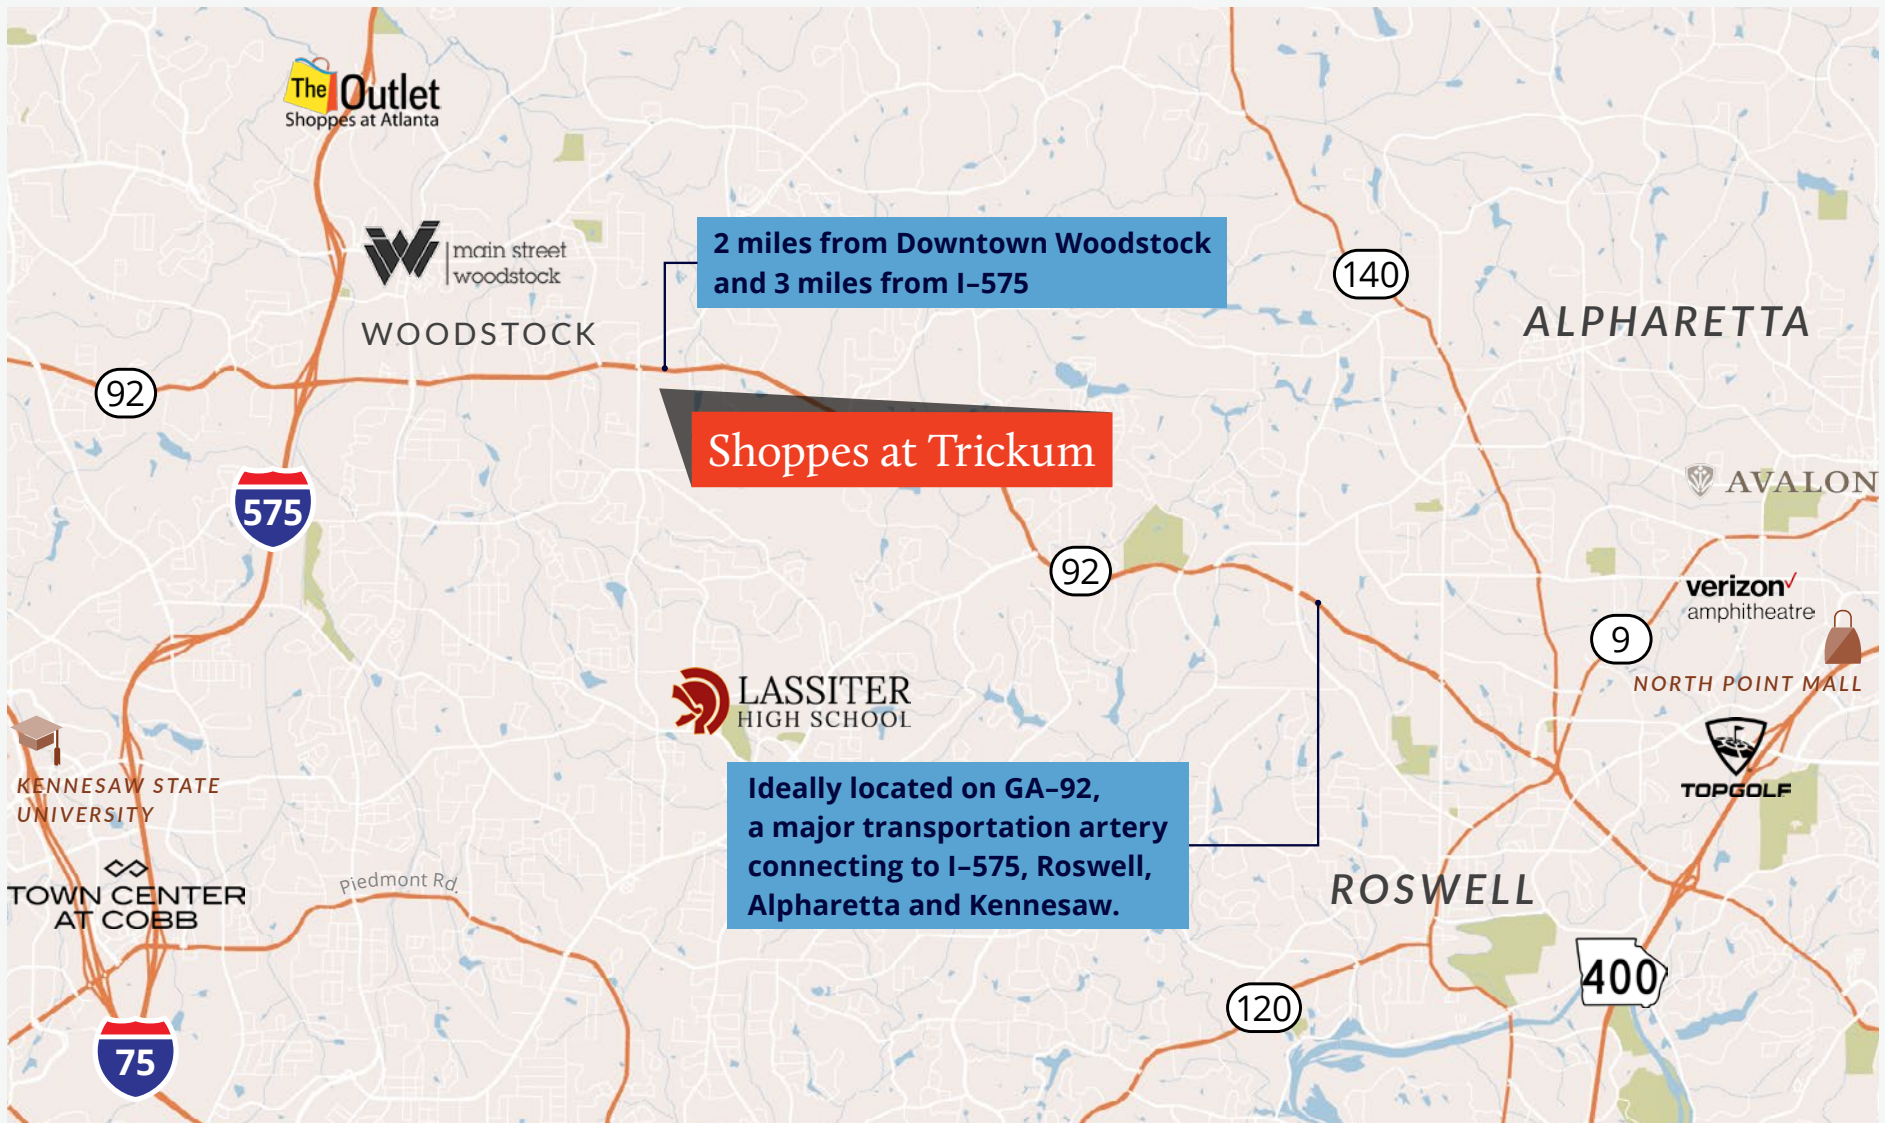 The Outlet
Shoppes at Atlanta
main street
woodstock
WOODSTOCK
2 miles from Downtown Woodstock
and 3 miles from I–575
140
ALPHARETTA
92
Shoppes at Trickum
575
AVALON
92
verizon
amphitheatre
9
NORTH POINT MALL
LASSITER
HIGH SCHOOL
TOPGOLF
KENNESAW STATE
UNIVERSITY
Ideally located on GA–92,
a major transportation artery
connecting to I–575, Roswell,
Alpharetta and Kennesaw.
TOWN CENTER
AT COBB
Piedmont Rd.
ROSWELL
400
120
75